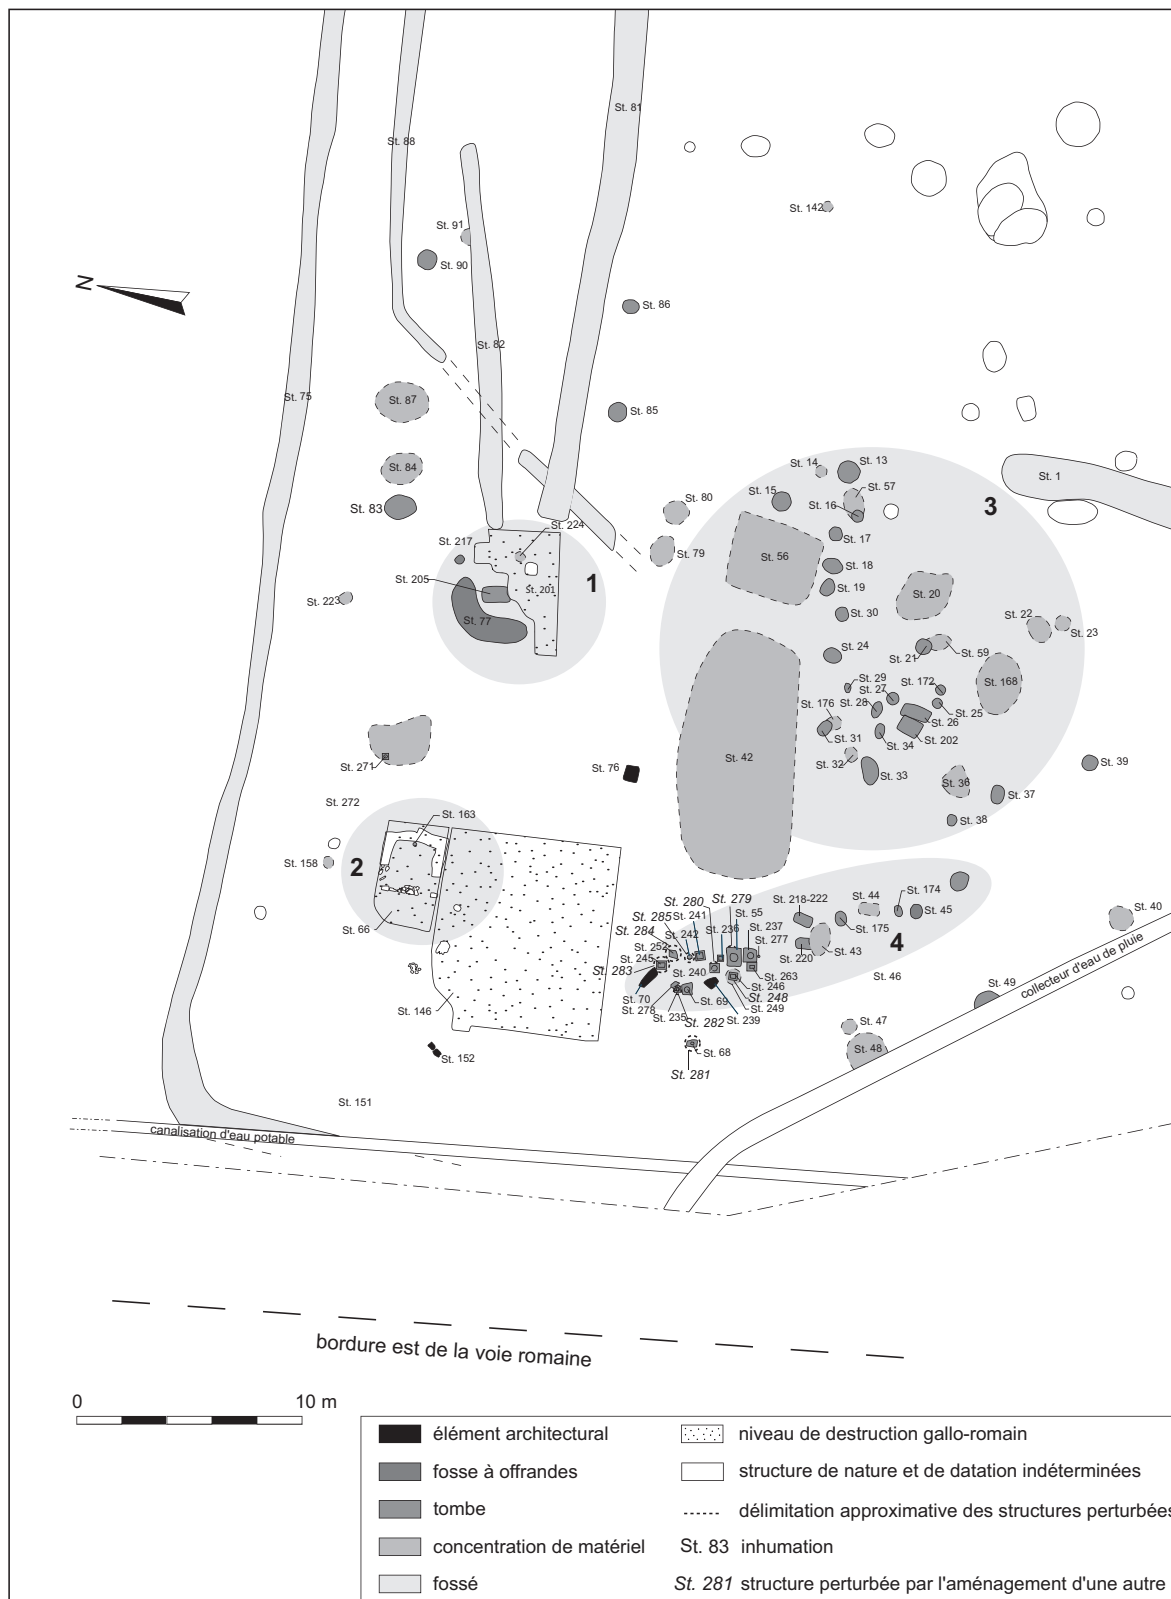 St. 81
St. 88
St. 142
St. 91
St. 90
N
St. 86
St. 82
St. 75
St. 87
St. 85
St. 84
St. 14
St. 13
St. 1
St. 57
St. 15
3
St. 83
St. 80
St. 16
St. 224
St. 217
St. 17
St. 79
St. 56
St. 18
St. 205
1
St. 201
St. 19
St. 20
St. 223
St. 30
St. 22
St. 77
St. 23
St. 24
St. 21
St. 59
St. 29
St. 172
St. 168
St. 27
St. 176
St. 28
St. 25
St. 26
St. 31
St. 34
St. 202
St. 42
St. 271
St. 76
St. 32
St. 39
St. 33
St. 36
St. 272
St. 37
St. 163
St. 38
St. 158
2
St. 280
St. 279
St. 218-222
St. 44
St. 174
St. 285
St. 241
St. 55
St. 45
St. 40
St. 284
St. 242
St. 236
St. 237
St. 175
St. 66
St. 252
St. 277
4
St. 43
St. 245
St. 220
St. 283
St. 240
St. 263
St. 46
St. 246
St. 49
collecteur d'eau de pluie
St. 70
St. 69
St. 248
St. 146
St. 278
St. 249
St. 235
St. 282
St. 239
St. 47
St. 68
St. 48
St. 152
St. 281
St. 151
canalisation d'eau potable
bordure est de la voie romaine
0 10 m
élément architectural
fosse à offrandes
tombe
concentration de matériel
fossé
niveau de destruction gallo-romain
structure de nature et de datation indéterminées
délimitation approximative des structures perturbées
St. 83 inhumation
St. 281 structure perturbée par l'aménagement d'une autre